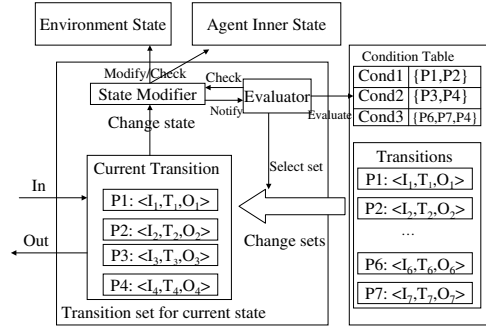 Environment State
Agent Inner State
Modify/Check
State Modifier
Check
Notify
Evaluator
Evaluate
Change state
Select set
Condition Table
Cond1 {P1,P2}
Cond2 {P3,P4}
Cond3 {P6,P7,P4}
In
Out
Current Transition
P1: <I₁,T₁,O₁>
P2: <I₂,T₂,O₂>
P3: <I₃,T₃,O₃>
P4: <I₄,T₄,O₄>
Transition set for current state
Change sets
Transitions
P1: <I₁,T₁,O₁>
P2: <I₂,T₂,O₂>
...
P6: <I₆,T₆,O₆>
P7: <I₇,T₇,O₇>